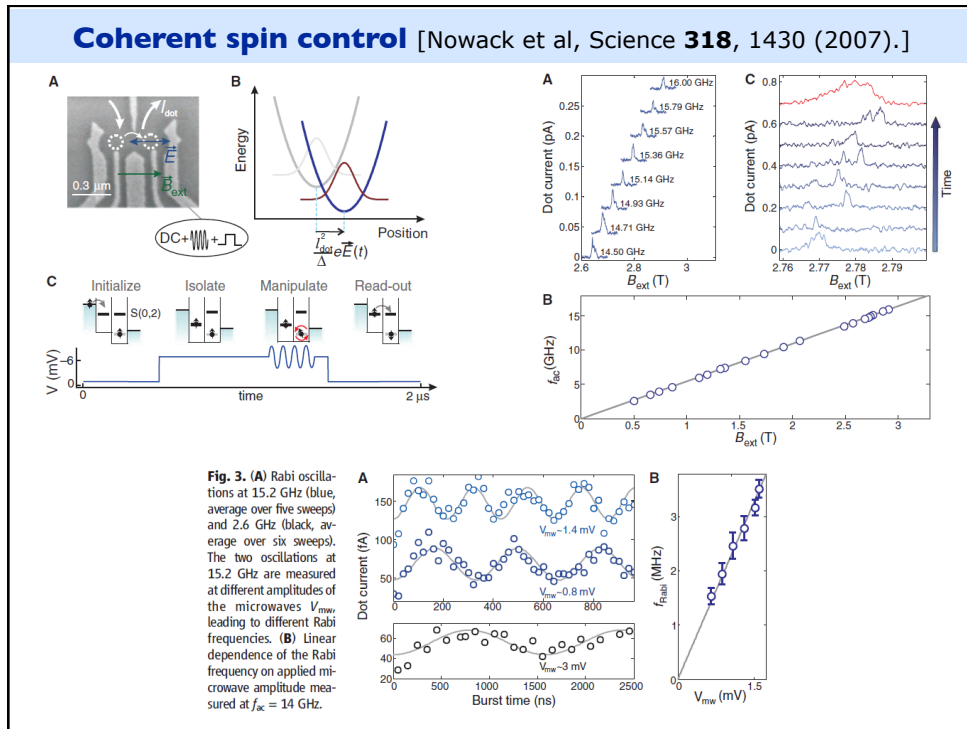 Coherent spin control [Nowack et al, Science 318, 1430 (2007).]
A
I_dot
E
B_ext
0.3 μm
DC+ +
B
Energy
Position
l²_dot/Δ eE(t)
C
Initialize Isolate Manipulate Read-out
S(0,2)
V (mV)
-6
0
0 time 2 μs
A
Dot current (pA)
0.25
0.2
0.15
0.1
0.05
0
16.00 GHz
15.79 GHz
15.57 GHz
15.36 GHz
15.14 GHz
14.93 GHz
14.71 GHz
14.50 GHz
2.6 2.8 3
B_ext (T)
C
Dot current (pA)
0.8
0.6
0.4
0.2
0
2.76 2.77 2.78 2.79
B_ext (T)
Time
B
f_ac (GHz)
15
10
5
0
0 0.5 1 1.5 2 2.5 3
B_ext (T)
Fig. 3. (A) Rabi oscilla-
tions at 15.2 GHz (blue,
average over five sweeps)
and 2.6 GHz (black, av-
erage over six sweeps).
The two oscillations at
15.2 GHz are measured
at different amplitudes of
the microwaves V_mw,
leading to different Rabi
frequencies. (B) Linear
dependence of the Rabi
frequency on applied mi-
crowave amplitude mea-
sured at f_ac = 14 GHz.
A
Dot current (fA)
150
100
50
V_mw~1.4 mV
V_mw~0.8 mV
0 200 400 600 800
60
40
20
V_mw~3 mV
0 500 1000 1500 2000 2500
Burst time (ns)
B
f_Rabi (MHz)
4
3
2
1
0
0 0.5 1 1.5
V_mw (mV)